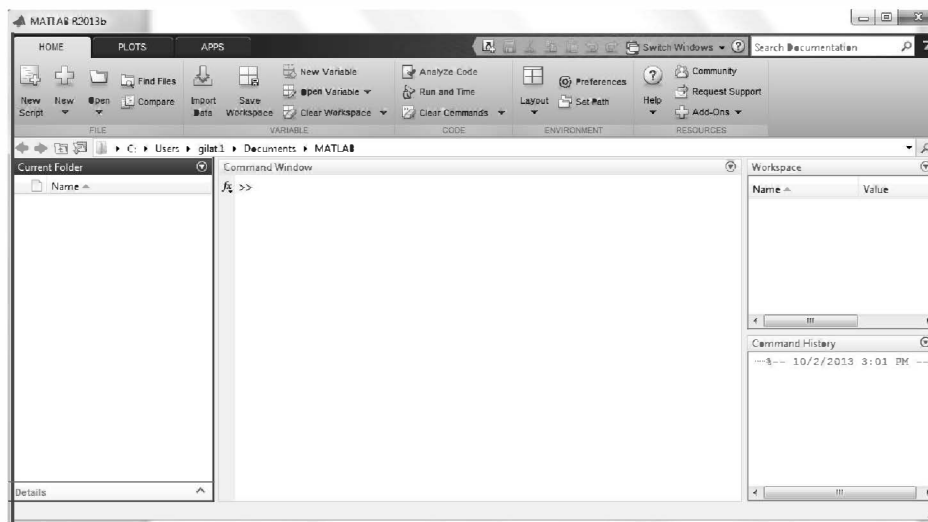 MATLAB R2013b
HOME PLOTS APPS
Switch Windows ? Search Documentation
New Script
New
Open
Find Files
Compare
FILE
Import Data
Save Workspace
New Variable
Open Variable
Clear Workspace
VARIABLE
Analyze Code
Run and Time
Clear Commands
CODE
Layout
Preferences
Set Path
ENVIRONMENT
? Help
Community
Request Support
Add-Ons
RESOURCES
C: Users gilat.1 Documents MATLAB
Current Folder
Name
Details
Command Window
fx >>
Workspace
Name Value
Command History
%-- 10/2/2013 3:01 PM --